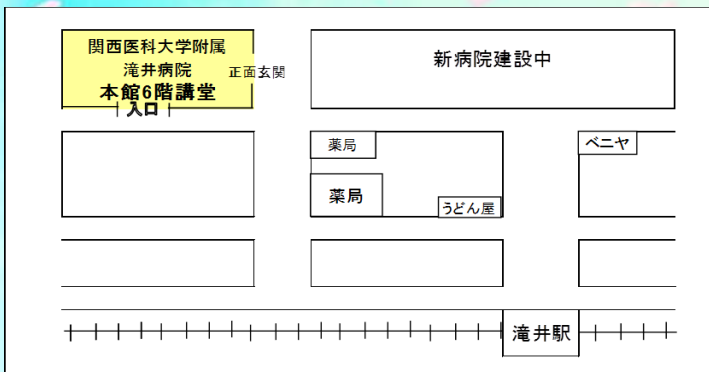 関西医科大学附属
滝井病院
本館6階講堂
入口
正面玄関
新病院建設中
薬局
薬局
うどん屋
ベニヤ
滝井駅